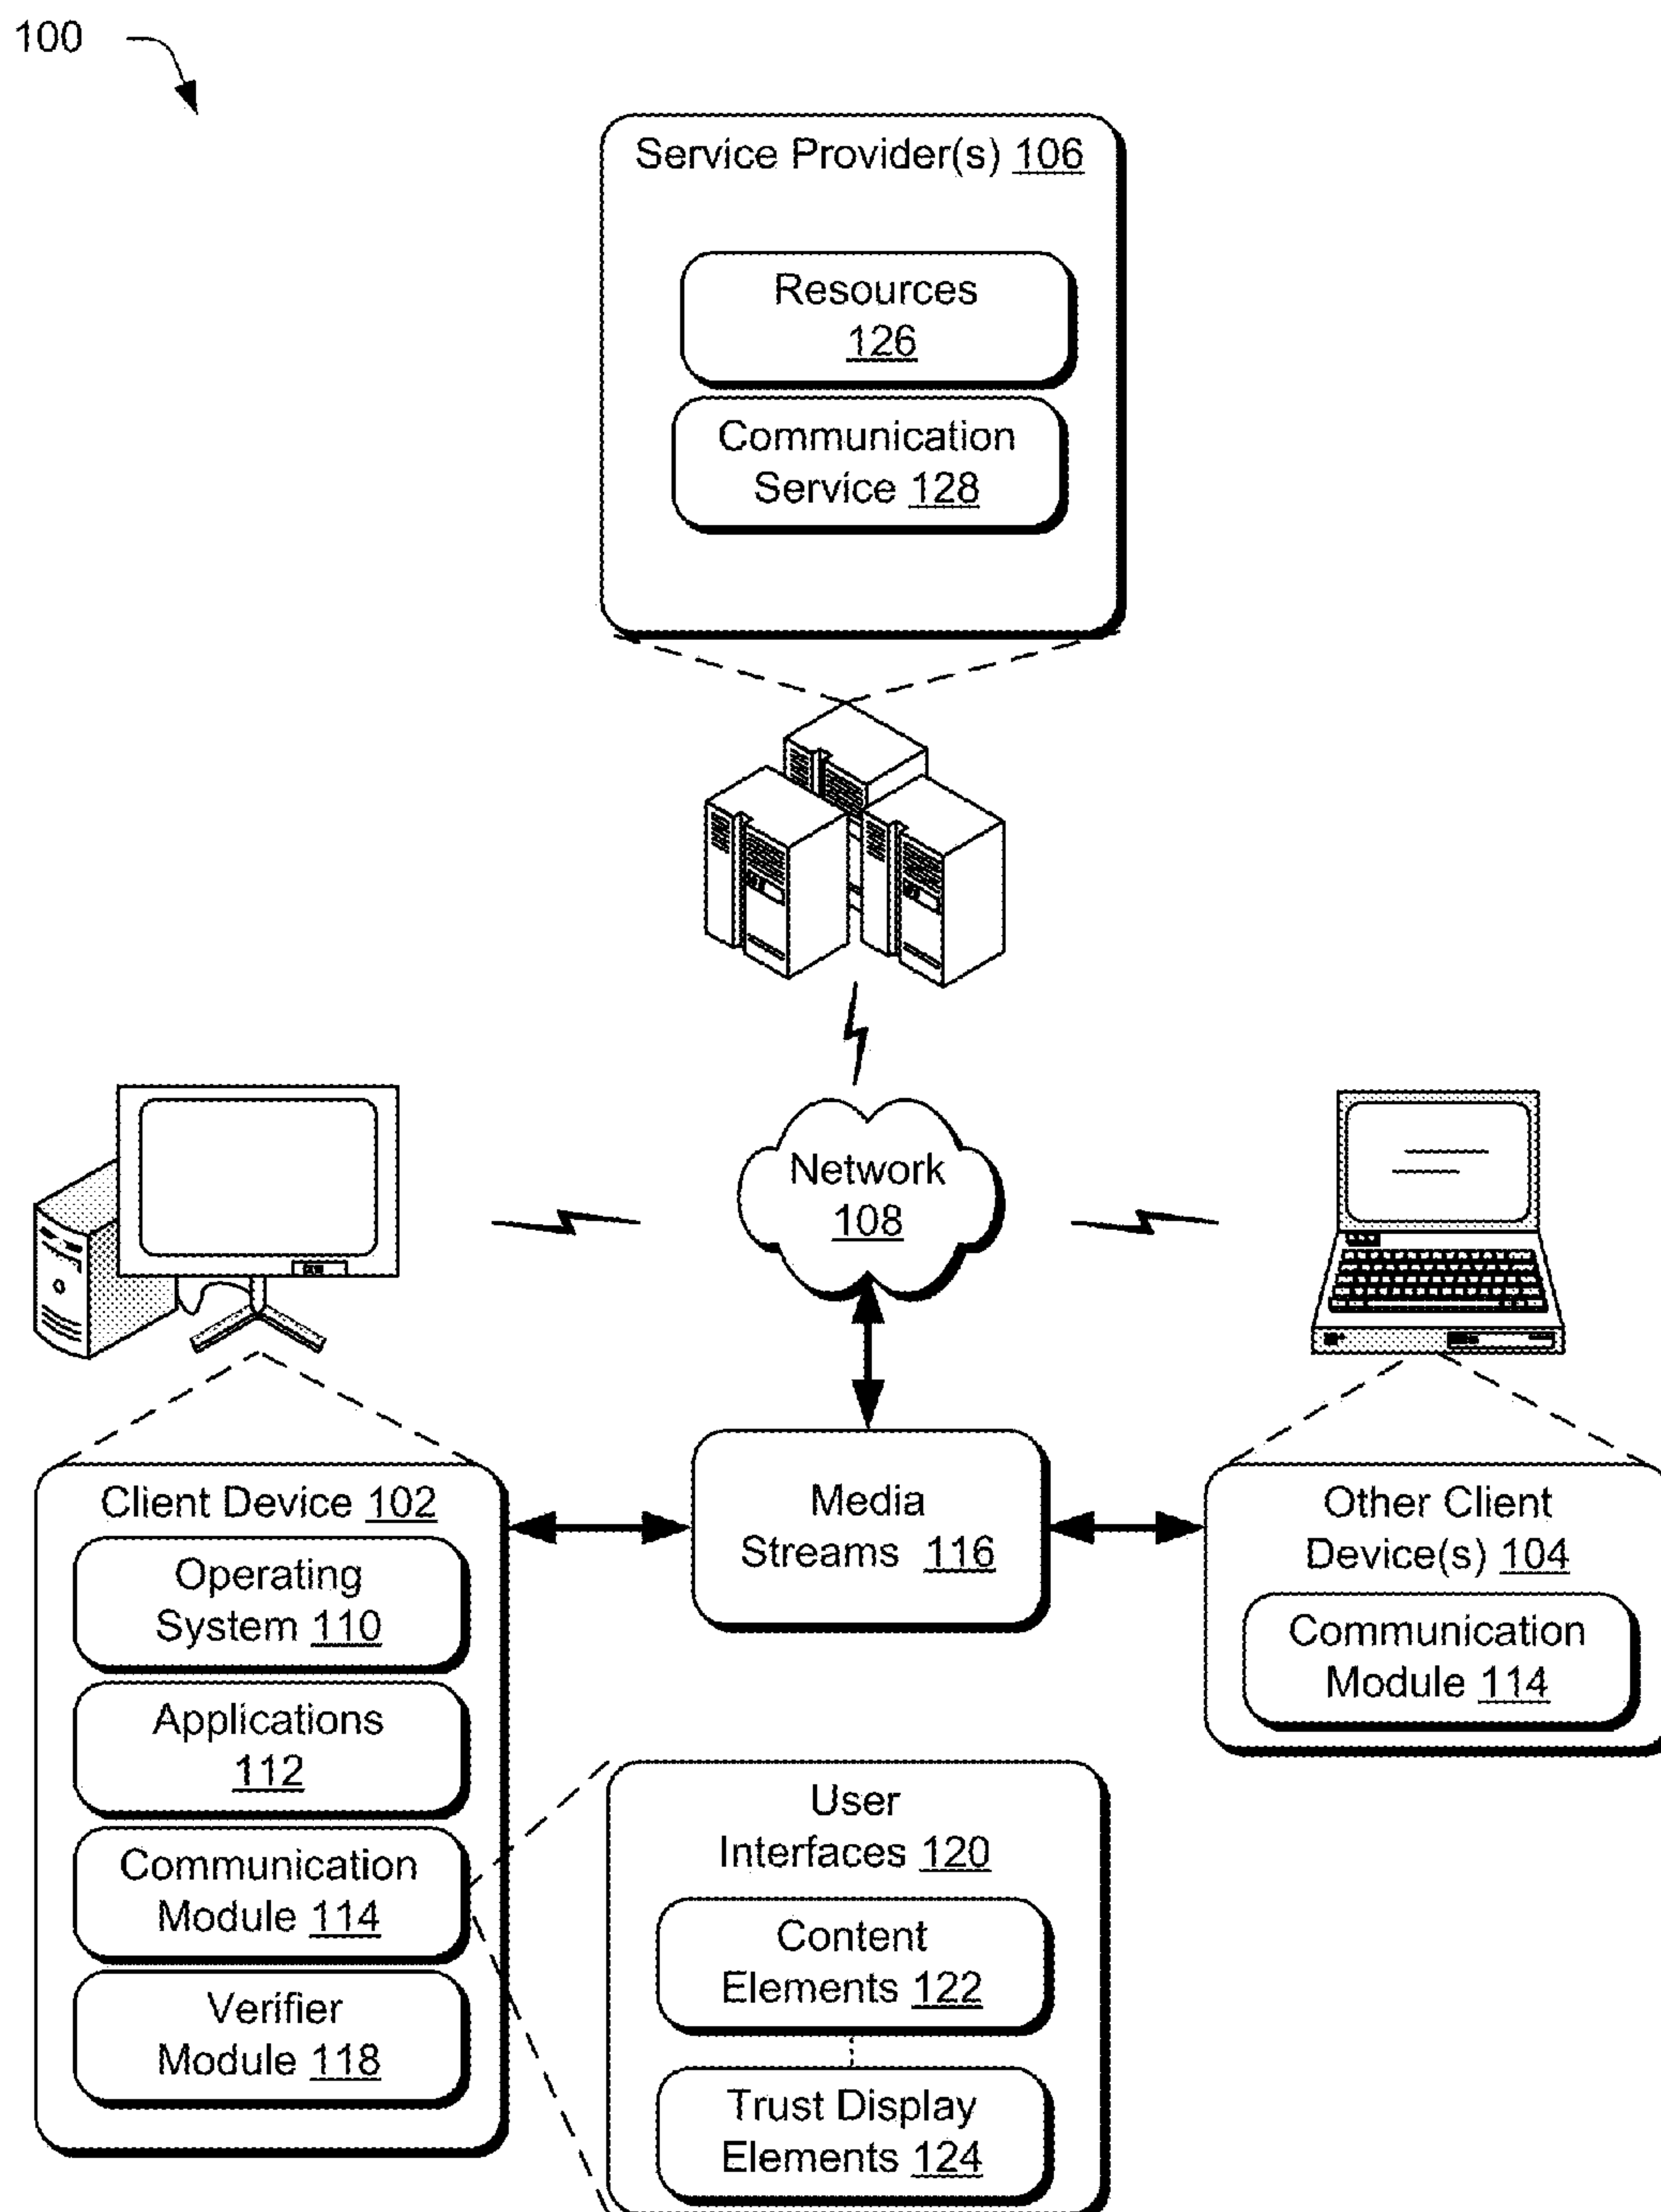 100
Service Provider(s) 106
Resources
126
Communication
Service 128
Network
108
Client Device 102
Operating
System 110
Applications
112
Communication
Module 114
Verifier
Module 118
Media
Streams 116
Other Client
Device(s) 104
Communication
Module 114
User
Interfaces 120
Content
Elements 122
Trust Display
Elements 124